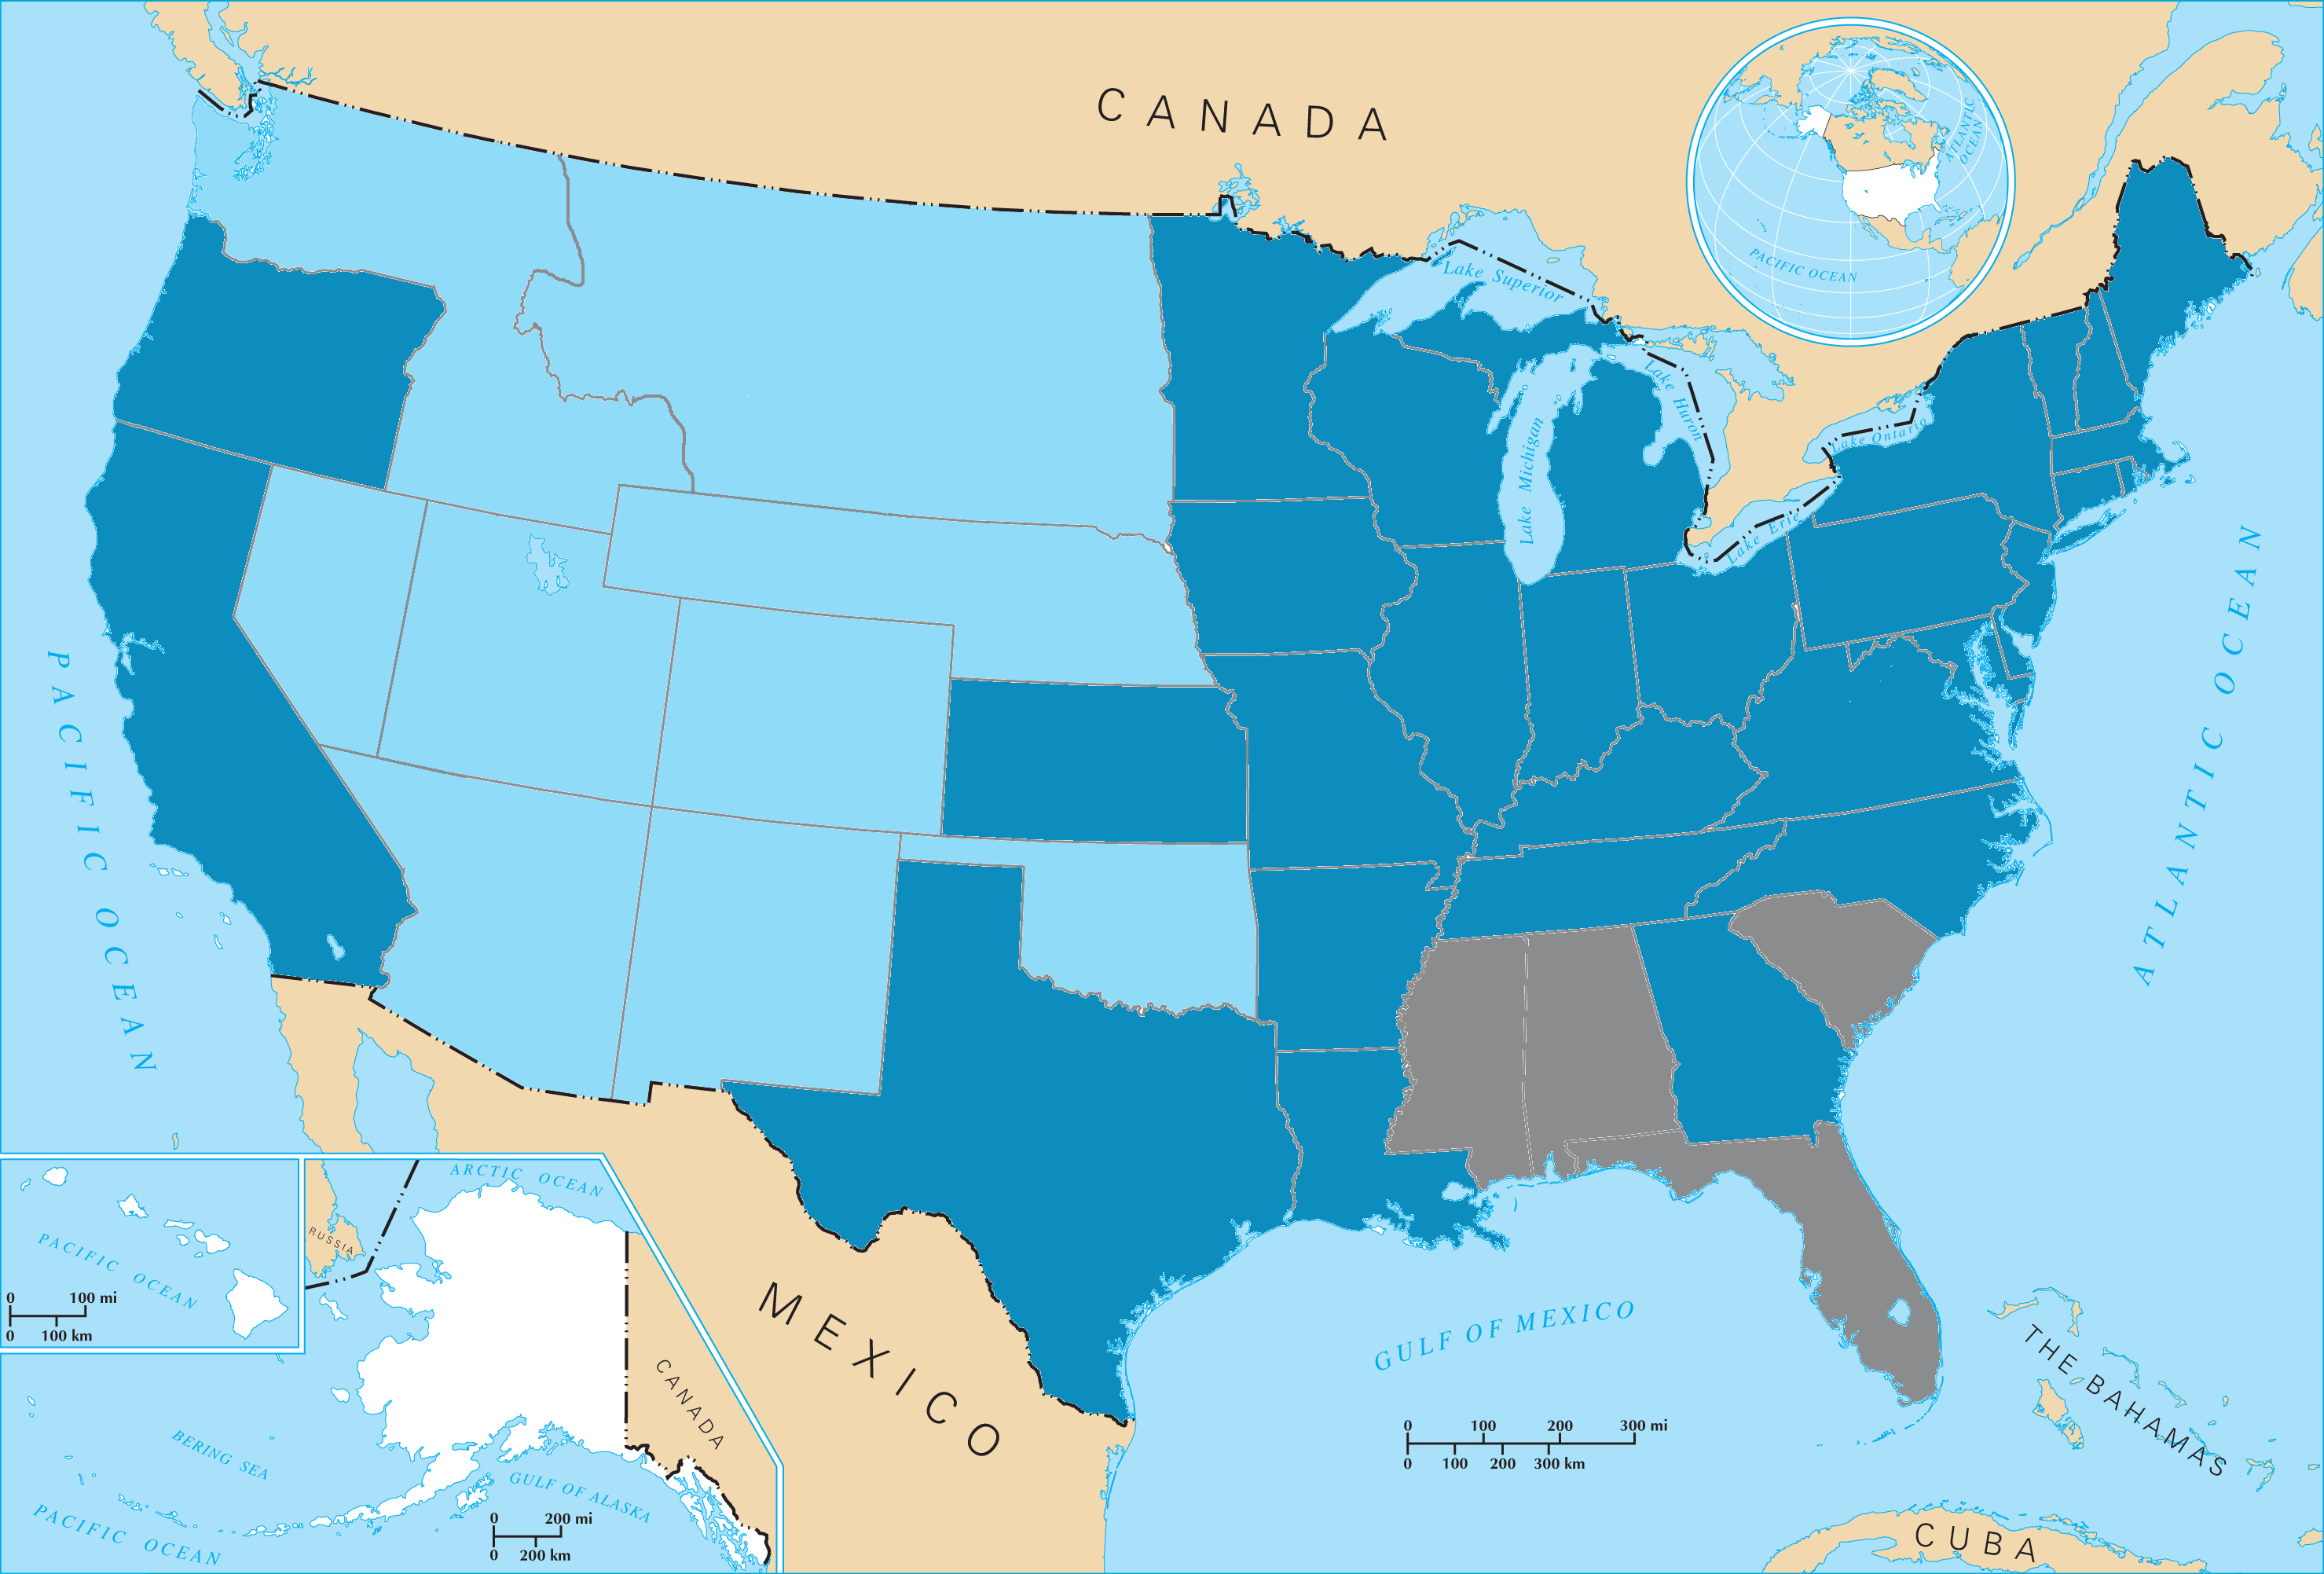 CANADA
ATLANTIC
OCEAN
PACIFIC OCEAN
Lake Superior
Lake Huron
Lake Michigan
Lake Ontario
Lake Erie
PACIFIC OCEAN
ATLANTIC OCEAN
ARCTIC OCEAN
RUSSIA
PACIFIC OCEAN
0 100 mi
0 100 km
MEXICO
GULF OF MEXICO
THE BAHAMAS
CANADA
BERING SEA
GULF OF ALASKA
PACIFIC OCEAN
0 200 mi
0 200 km
0 100 200 300 mi
0 100 200 300 km
CUBA